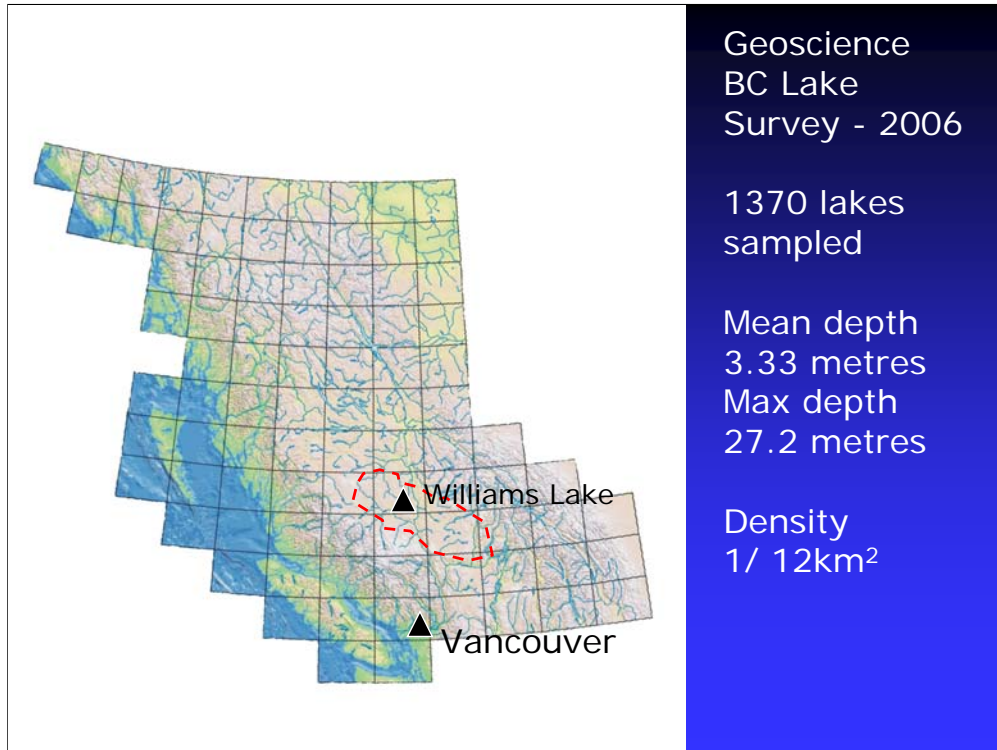 Geoscience
BC Lake
Survey - 2006
1370 lakes
sampled
Mean depth
3.33 metres
Max depth
27.2 metres
Density
1/ 12km²
Williams Lake
Vancouver